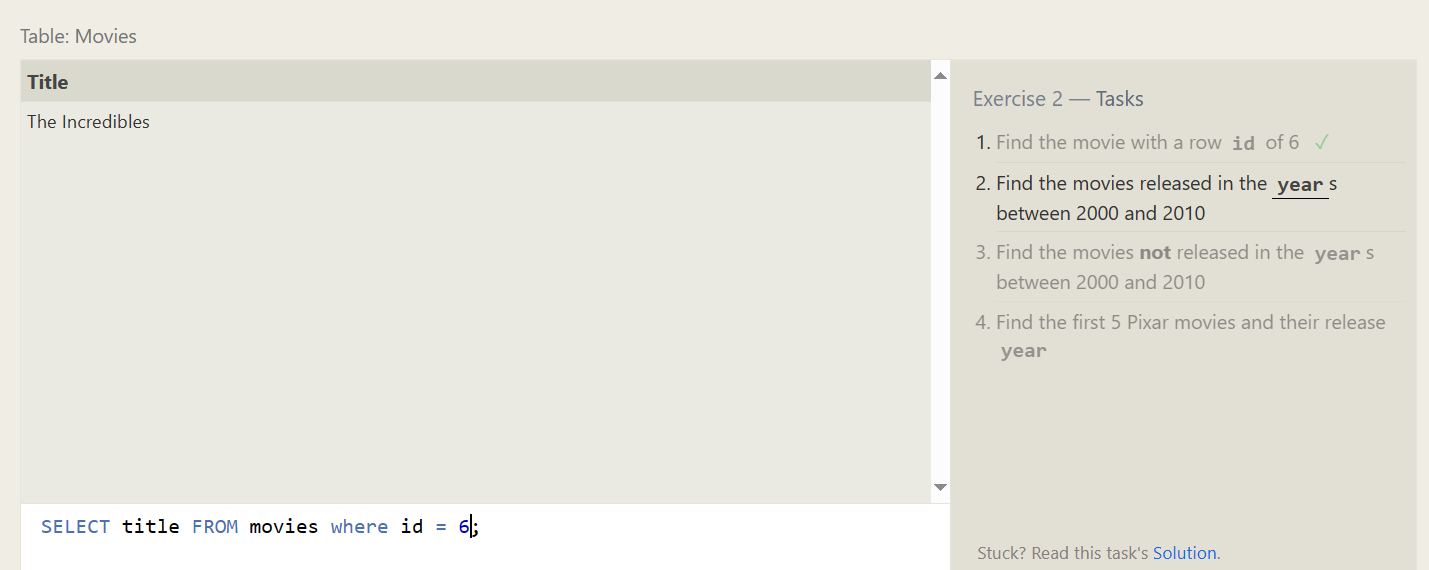 Table: Movies
Title
The Incredibles
SELECT title FROM movies where id = 6;
Exercise 2 — Tasks
1. Find the movie with a row id of 6 ✓
2. Find the movies released in the year s
between 2000 and 2010
3. Find the movies not released in the year s
between 2000 and 2010
4. Find the first 5 Pixar movies and their release
year
Stuck? Read this task's Solution.